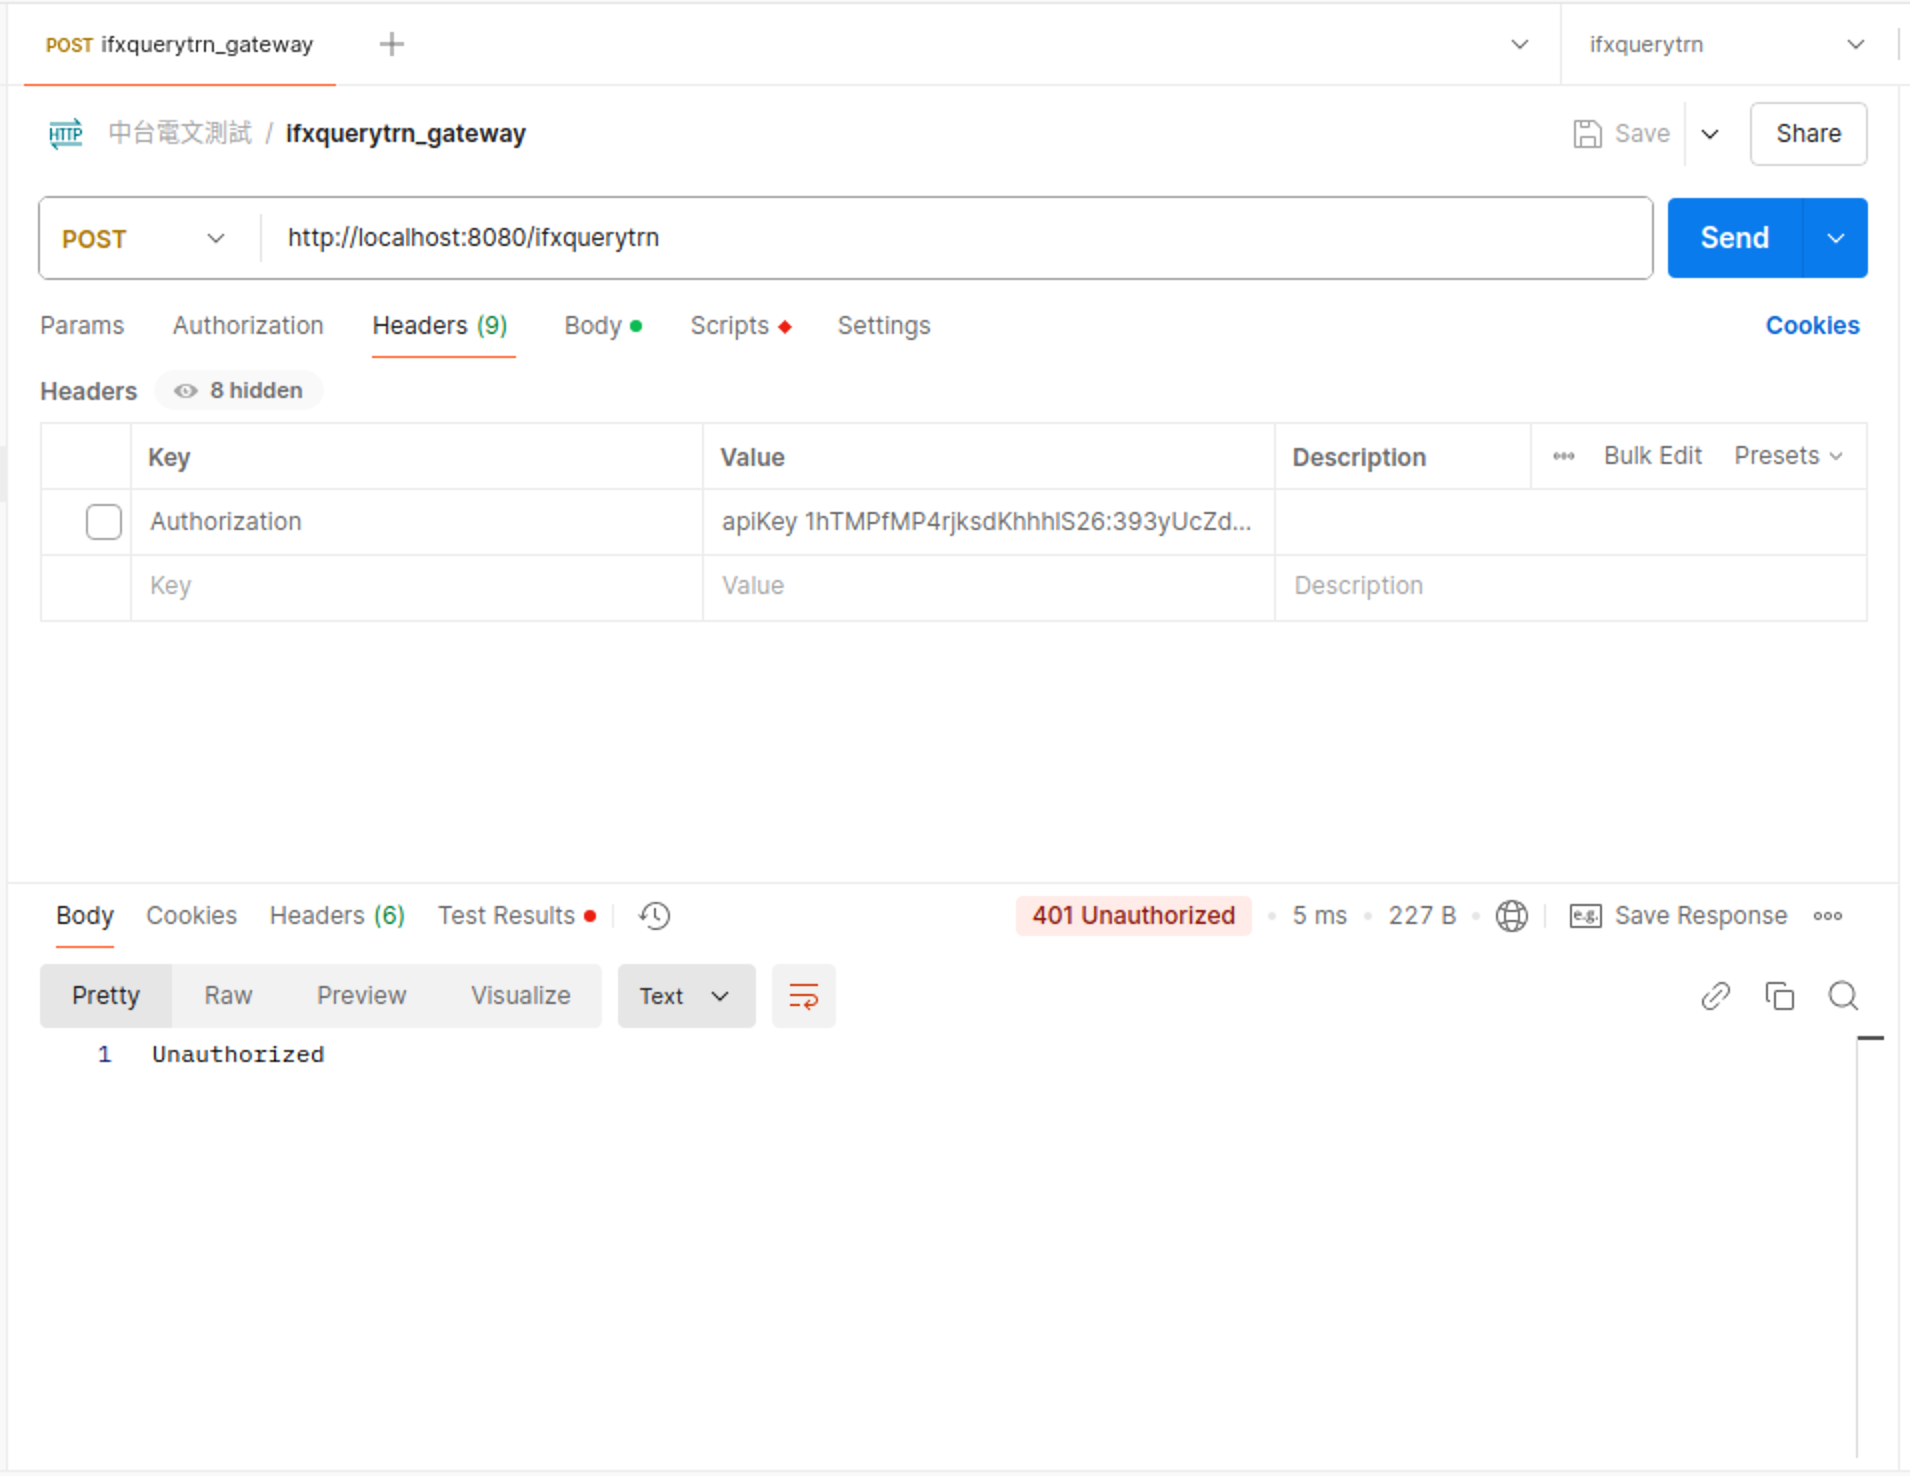 POST ifxquerytrn_gateway
ifxquerytrn
HTTP 中台電文測試 / ifxquerytrn_gateway
Save
Share
POST
http://localhost:8080/ifxquerytrn
Send
Params Authorization Headers (9) Body Scripts Settings Cookies
Headers 8 hidden
Key Value Description Bulk Edit Presets
Authorization apiKey 1hTMPfMP4rjksdKhhhlS26:393yUcZd...
Key Value Description
Body Cookies Headers (6) Test Results 401 Unauthorized 5 ms 227 B e.g. Save Response
Pretty Raw Preview Visualize Text
1 Unauthorized